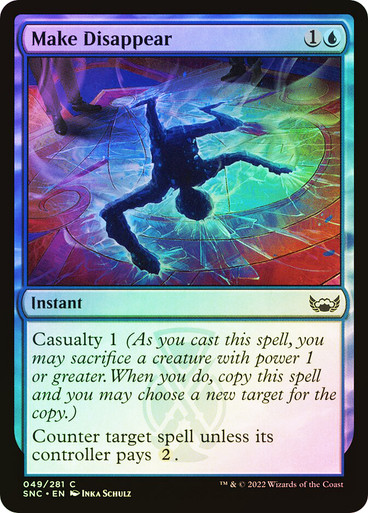 Make Disappear 1
Instant
Casualty 1 (As you cast this spell, you
may sacrifice a creature with power 1
or greater. When you do, copy this spell
and you may choose a new target for the
copy.)
Counter target spell unless its
controller pays 2.
049/281 C
SNC • EN Inka Schulz
™ & © 2022 Wizards of the Coast